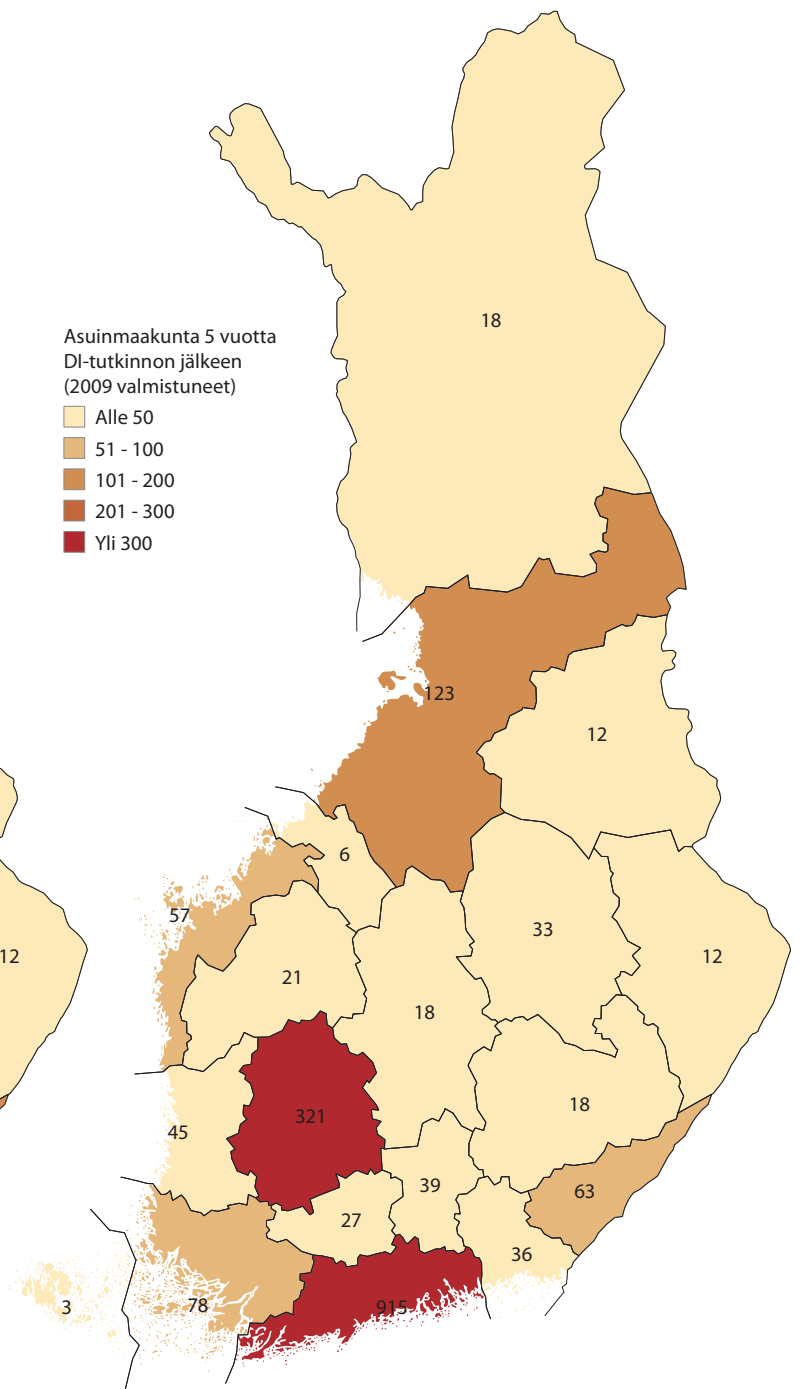 18
Asuinmaakunta 5 vuotta
DI-tutkinnon jälkeen
(2009 valmistuneet)
Alle 50
51 - 100
101 - 200
201 - 300
Yli 300
123
12
6
57
33
12
12
21
18
18
321
45
39
63
27
36
3
78
915